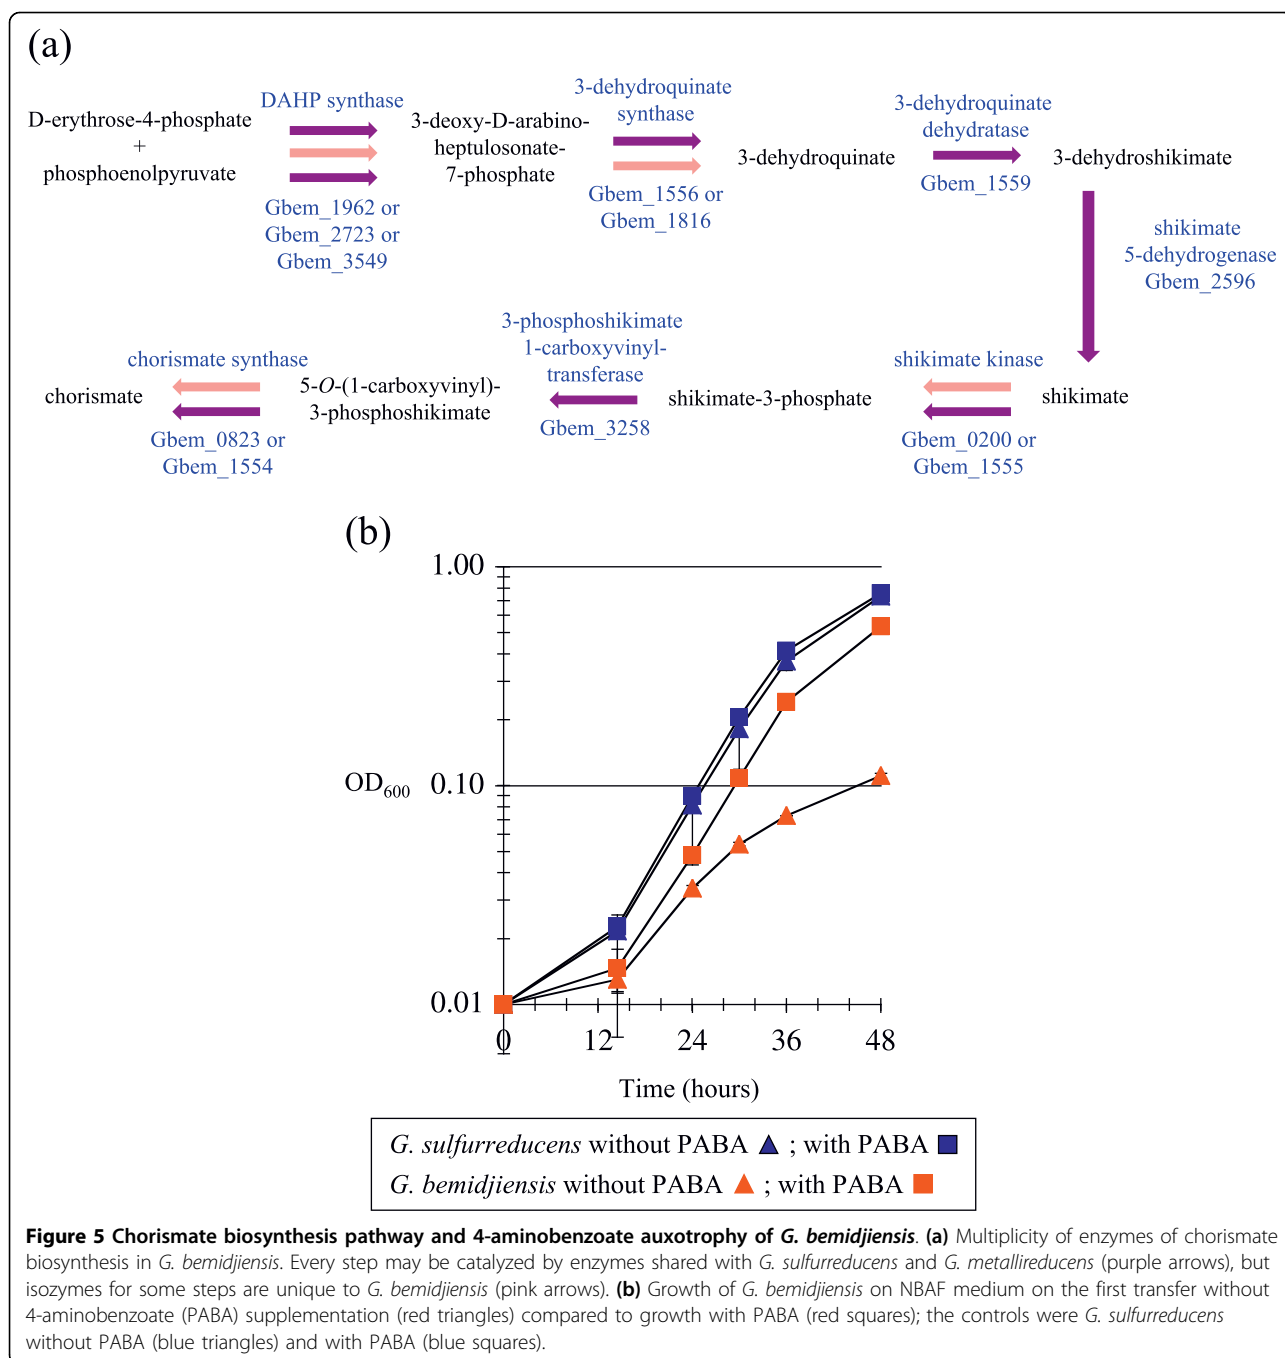 (a)
D-erythrose-4-phosphate
+
phosphoenolpyruvate
DAHP synthase
Gbem_1962 or
Gbem_2723 or
Gbem_3549
3-deoxy-D-arabino-
heptulosonate-
7-phosphate
3-dehydroquinate
synthase
Gbem_1556 or
Gbem_1816
3-dehydroquinate
3-dehydroquinate
dehydratase
Gbem_1559
3-dehydroshikimate
shikimate
5-dehydrogenase
Gbem_2596
shikimate
shikimate kinase
Gbem_0200 or
Gbem_1555
shikimate-3-phosphate
3-phosphoshikimate
1-carboxyvinyl-
transferase
Gbem_3258
5-O-(1-carboxyvinyl)-
3-phosphoshikimate
chorismate synthase
Gbem_0823 or
Gbem_1554
chorismate
(b)
1.00
OD600 0.10
0.01
0 12 24 36 48
Time (hours)
G. sulfurreducens without PABA ; with PABA
G. bemidjiensis without PABA ; with PABA
Figure 5 Chorismate biosynthesis pathway and 4-aminobenzoate auxotrophy of G. bemidjiensis. (a) Multiplicity of enzymes of chorismate
biosynthesis in G. bemidjiensis. Every step may be catalyzed by enzymes shared with G. sulfurreducens and G. metallireducens (purple arrows), but
isozymes for some steps are unique to G. bemidjiensis (pink arrows). (b) Growth of G. bemidjiensis on NBAF medium on the first transfer without
4-aminobenzoate (PABA) supplementation (red triangles) compared to growth with PABA (red squares); the controls were G. sulfurreducens
without PABA (blue triangles) and with PABA (blue squares).